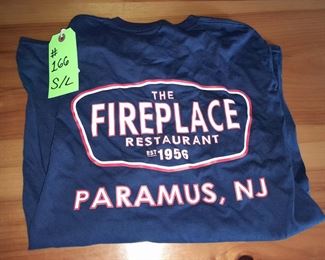 #
166
S/L
THE
FIREPLACE
RESTAURANT
EST 1956
PARAMUS, NJ